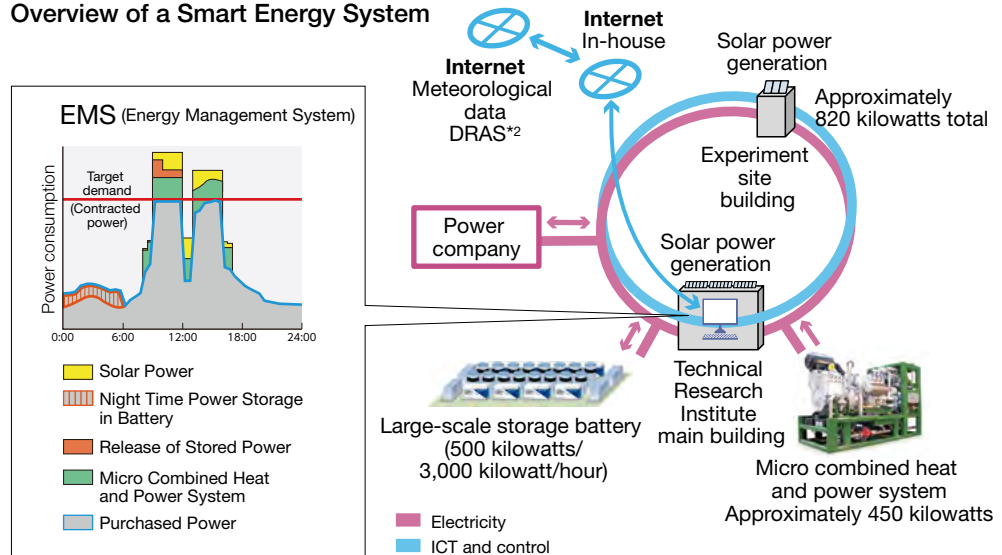 Overview of a Smart Energy System
EMS (Energy Management System)
Power consumption
Target
demand
(Contracted
power)
0:00
6:00
12:00
18:00
24:00
Solar Power
Night Time Power Storage
in Battery
Release of Stored Power
Micro Combined Heat
and Power System
Purchased Power
Internet
In-house
Internet
Meteorological
data
DRAS*2
Solar power
generation
Approximately
820 kilowatts total
Experiment
site
building
Power
company
Solar power
generation
Technical
Research
Institute
main building
Large-scale storage battery
(500 kilowatts/
3,000 kilowatt/hour)
Micro combined heat
and power system
Approximately 450 kilowatts
Electricity
ICT and control